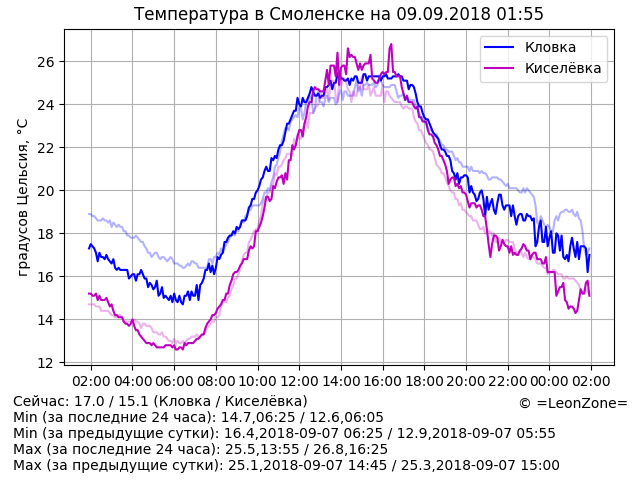 Температура в Смоленске на 09.09.2018 01:55
Кловка
Киселёвка
градусов Цельсия, °C
26
24
22
20
18
16
14
12
02:00 04:00 06:00 08:00 10:00 12:00 14:00 16:00 18:00 20:00 22:00 00:00 02:00
Сейчас: 17.0 / 15.1 (Кловка / Киселёвка)
© =LeonZone=
Min (за последние 24 часа): 14.7,06:25 / 12.6,06:05
Min (за предыдущие сутки): 16.4,2018-09-07 06:25 / 12.9,2018-09-07 05:55
Max (за последние 24 часа): 25.5,13:55 / 26.8,16:25
Max (за предыдущие сутки): 25.1,2018-09-07 14:45 / 25.3,2018-09-07 15:00